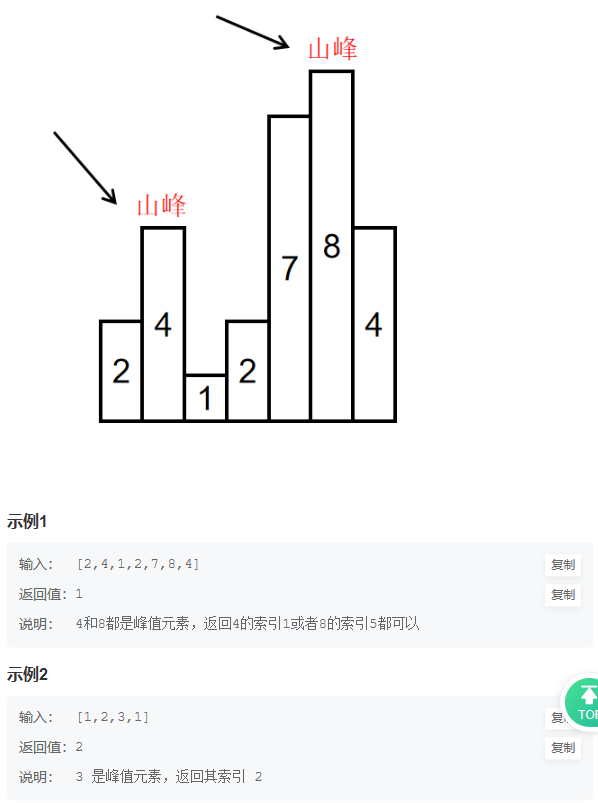 山峰
山峰
8
7
4
4
2
2
1
示例1
输入: [2,4,1,2,7,8,4] 复制
返回值: 1 复制
说明: 4和8都是峰值元素，返回4的索引1或者8的索引5都可以
示例2
输入: [1,2,3,1]
返回值: 2 复制
说明: 3 是峰值元素，返回其索引 2